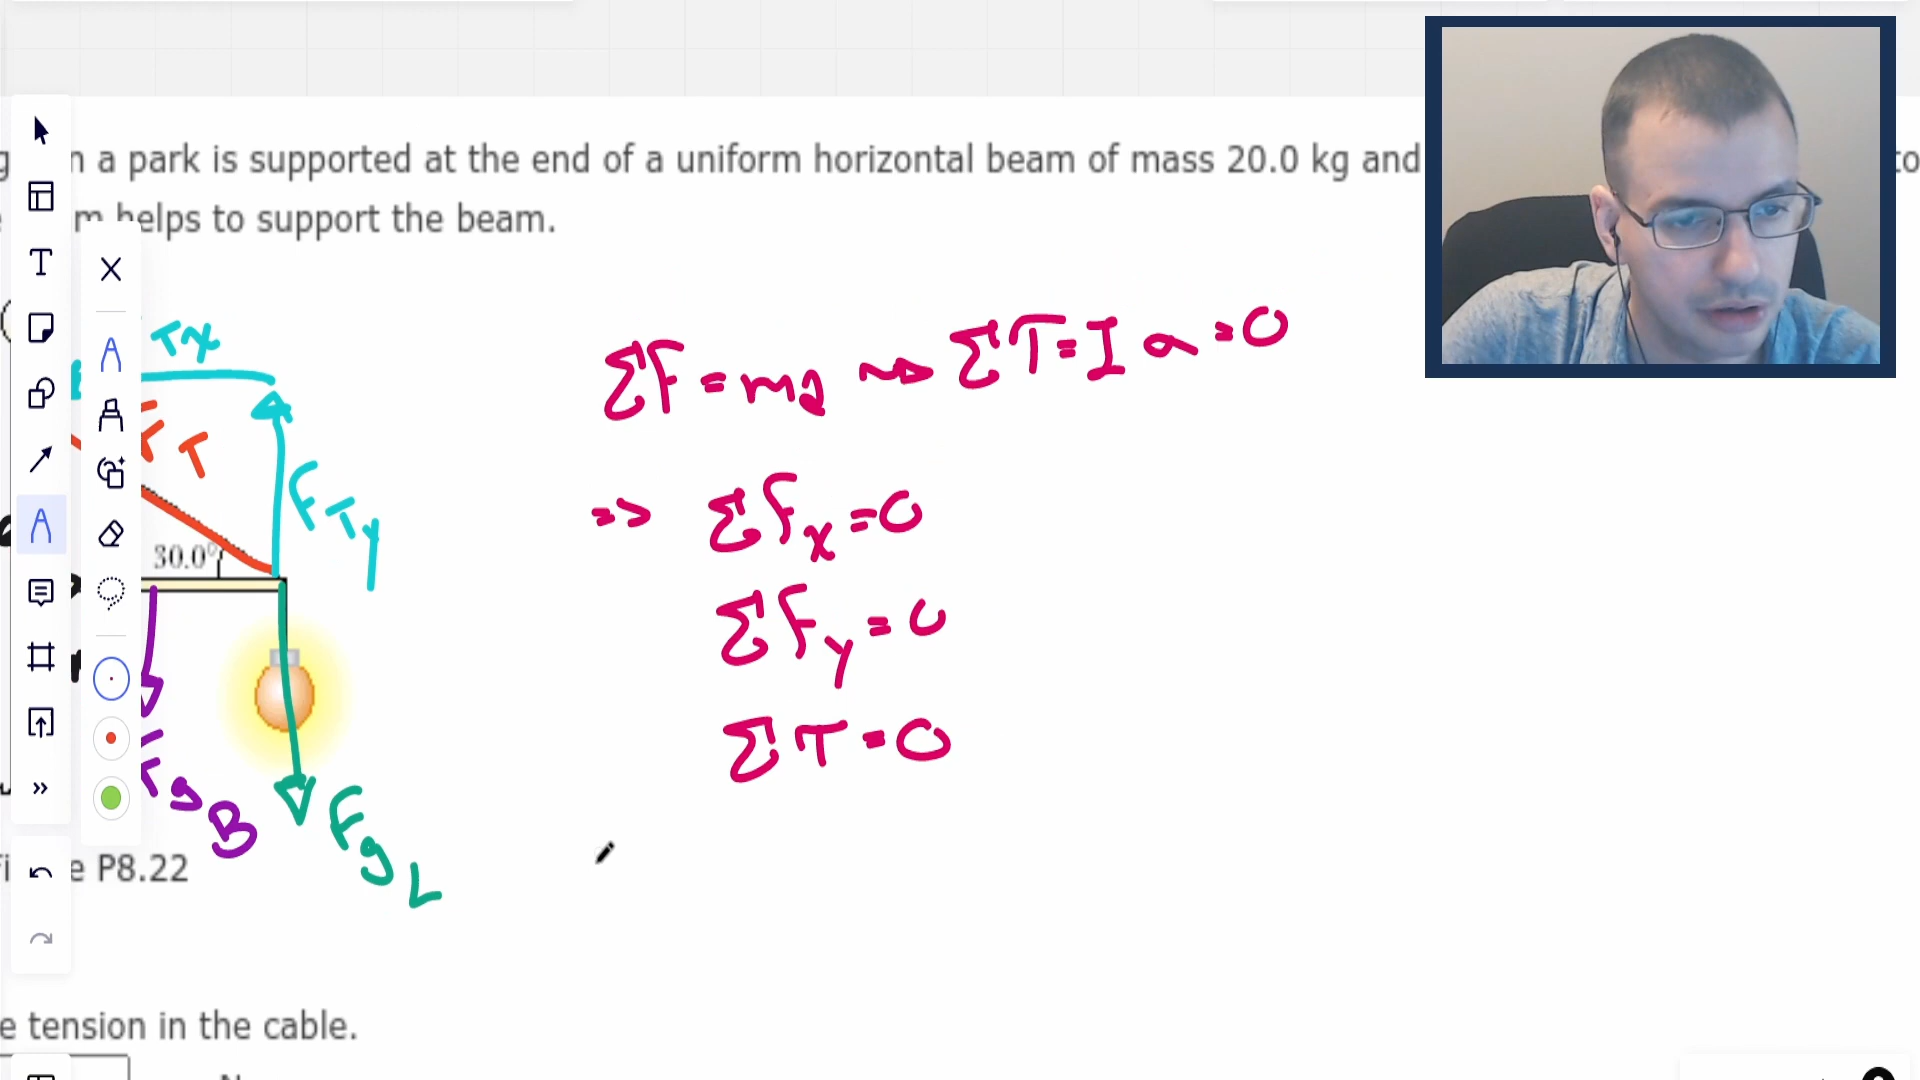 n a park is supported at the end of a uniform horizontal beam of mass 20.0 kg and
helps to support the beam.
Tx
FT
FTy
30.0°
FgB
FgL
ΣF = ma → Στ = Iα = 0
=> ΣFx = 0
ΣFy = 0
Στ = 0
e P8.22
e tension in the cable.